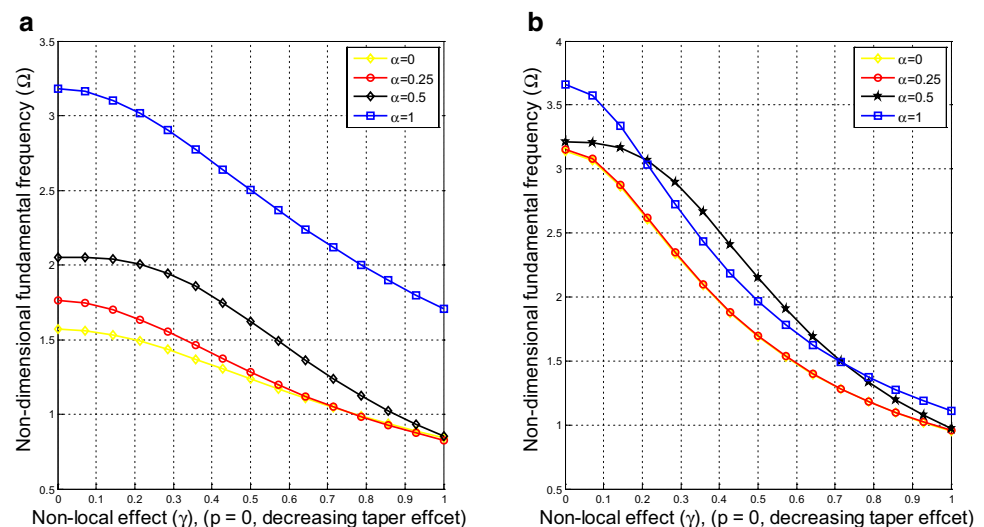 a
Non-dimensional fundamental frequency (Ω)
3.5
3
2.5
2
1.5
1
0.5
α=0
α=0.25
α=0.5
α=1
0 0.1 0.2 0.3 0.4 0.5 0.6 0.7 0.8 0.9 1
Non-local effect (γ), (p = 0, decreasing taper effcet)
b
Non-dimensional fundamental frequency (Ω)
4
3.5
3
2.5
2
1.5
1
0.5
α=0
α=0.25
α=0.5
α=1
0 0.1 0.2 0.3 0.4 0.5 0.6 0.7 0.8 0.9 1
Non-local effect (γ), (p = 0, decreasing taper effcet)